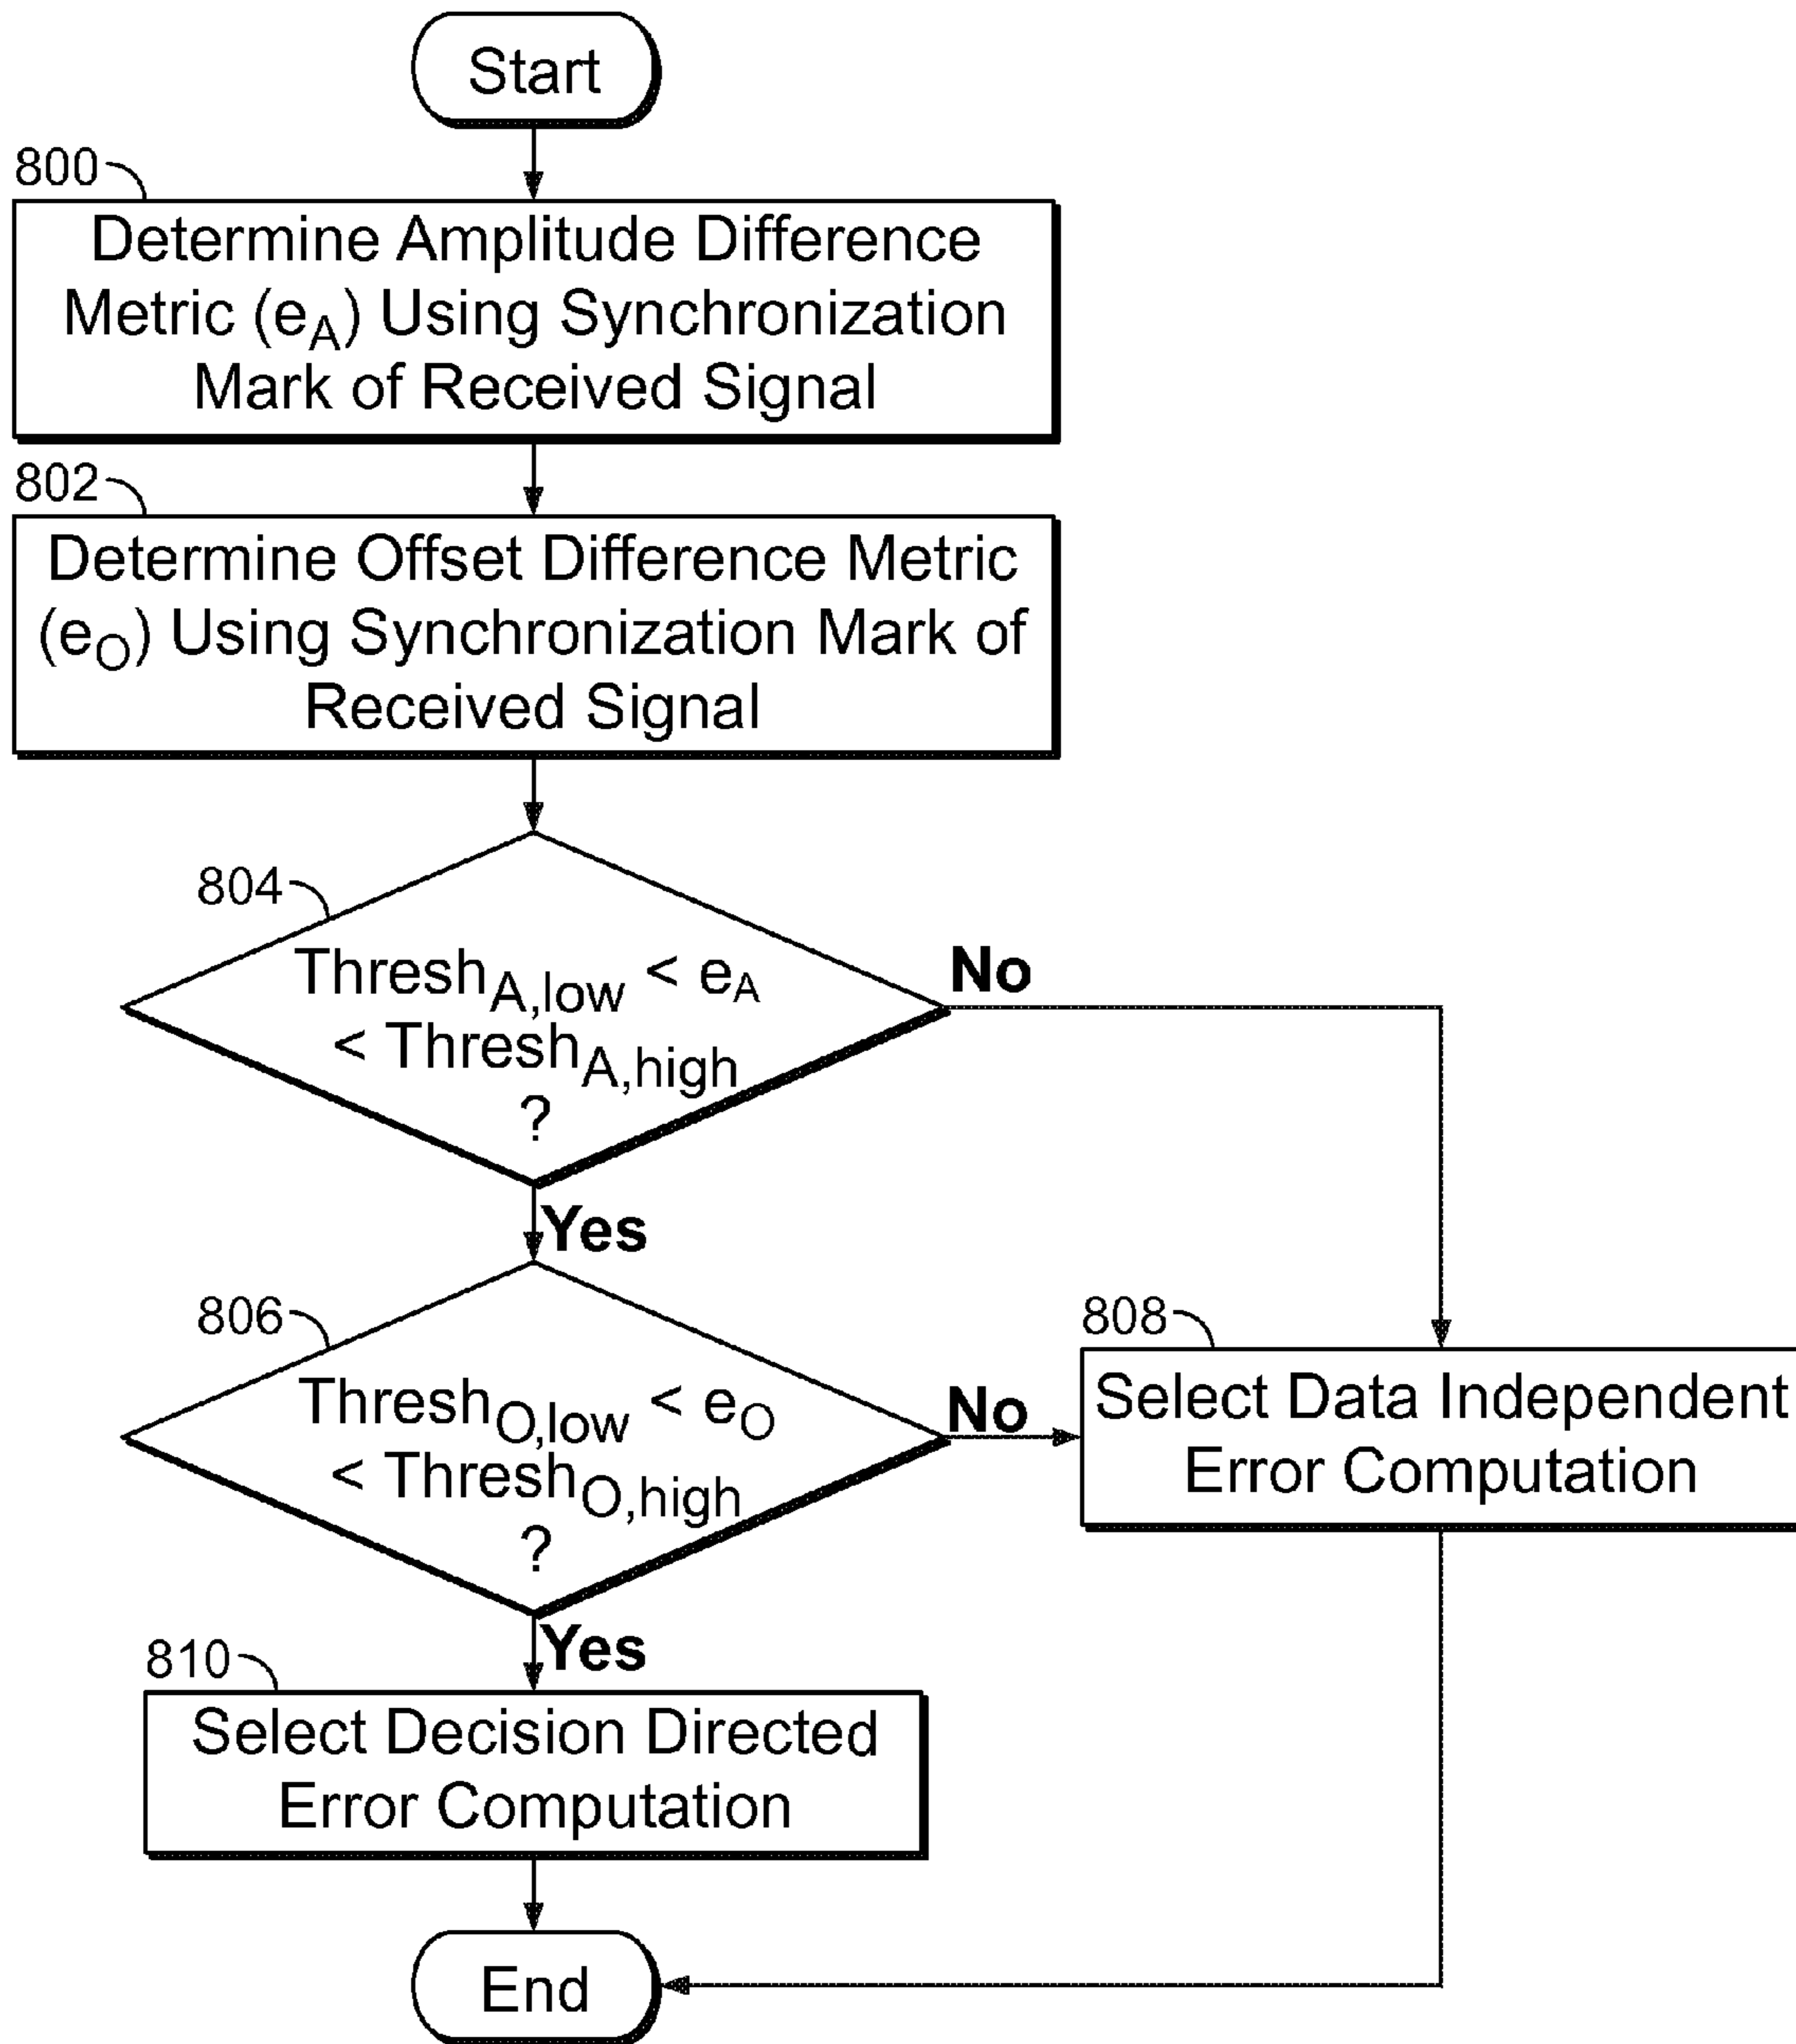 Start
800
Determine Amplitude Difference
Metric (eA) Using Synchronization
Mark of Received Signal
802
Determine Offset Difference Metric
(eO) Using Synchronization Mark of
Received Signal
804
ThreshA,low < eA
< ThreshA,high
?
No
Yes
806
ThreshO,low < eO
< ThreshO,high
?
No
808
Select Data Independent
Error Computation
Yes
810
Select Decision Directed
Error Computation
End